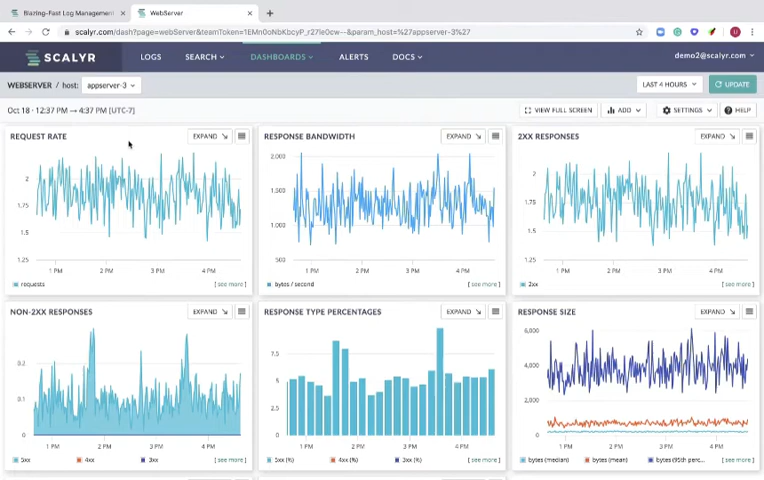 Blazing-Fast Log Management
WebServer
scalyr.com/dash?page=webServer&teamToken=1EMn0oNbKbcyP_r27Ie0cw--&param_host=%27appserver-3%27
SCALYR
LOGS
SEARCH
DASHBOARDS
ALERTS
DOCS
demo2@scalyr.com
WEBSERVER / host:
appserver-3
LAST 4 HOURS
UPDATE
Oct 18 · 12:37 PM → 4:37 PM [UTC-7]
VIEW FULL SCREEN
ADD
SETTINGS
HELP
REQUEST RATE
EXPAND
2
1.75
1.5
1.25
1 PM
2 PM
3 PM
4 PM
requests
[ see more ]
RESPONSE BANDWIDTH
EXPAND
2,000
1,500
1,000
500
1 PM
2 PM
3 PM
4 PM
bytes / second
[ see more ]
2XX RESPONSES
EXPAND
2
1.75
1.5
1.25
1 PM
2 PM
3 PM
4 PM
2xx
[ see more ]
NON-2XX RESPONSES
EXPAND
0.2
0.1
0
1 PM
2 PM
3 PM
4 PM
5xx
4xx
3xx
[ see more ]
RESPONSE TYPE PERCENTAGES
EXPAND
7.5
5
2.5
0
1 PM
2 PM
3 PM
4 PM
5xx (%)
4xx (%)
3xx (%)
[ see more ]
RESPONSE SIZE
EXPAND
6,000
4,000
2,000
0
1 PM
2 PM
3 PM
4 PM
bytes (median)
bytes (mean)
bytes (95th perc...
[ see more ]